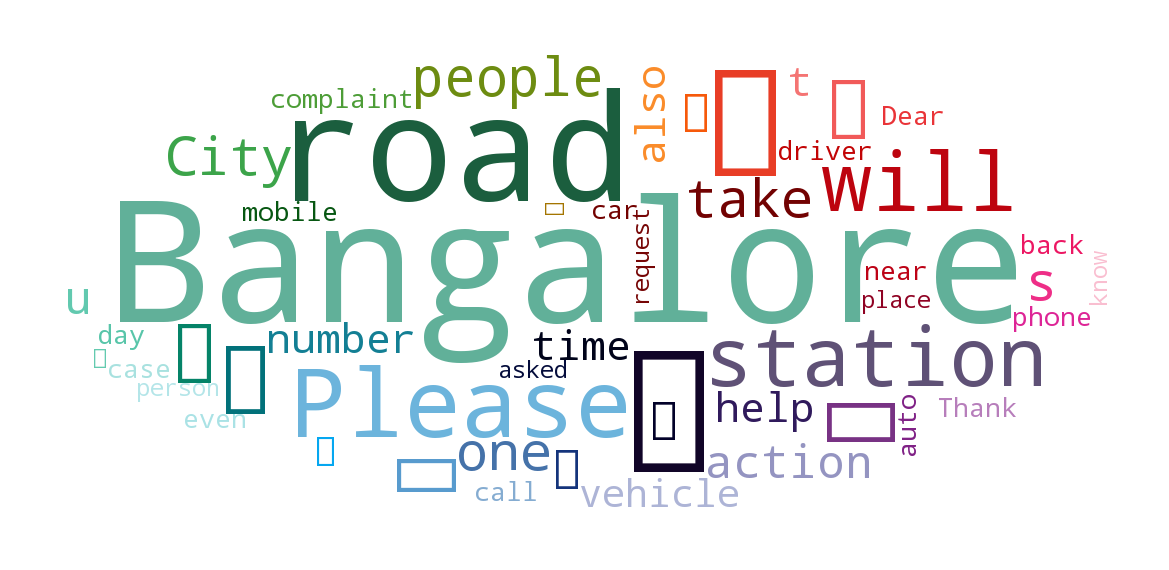 people
complaint
road
also
t
Dear
City
driver
Will
take
mobile
car
request
Bangalore
back
near
know
s
place
u
phone
day
number
time
station
case
asked
person
Please
help
auto
Thank
even
one
action
call
vehicle